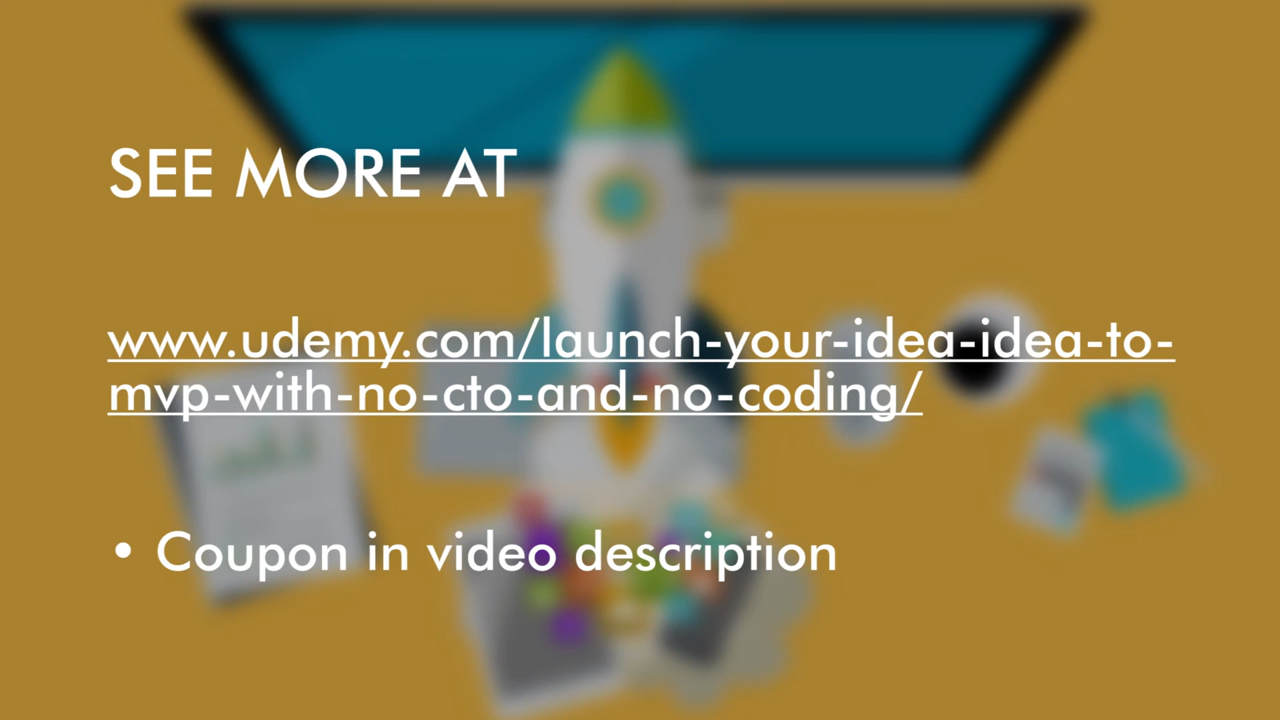 SEE MORE AT
www.udemy.com/launch-your-idea-idea-to-
mvp-with-no-cto-and-no-coding/
• Coupon in video description